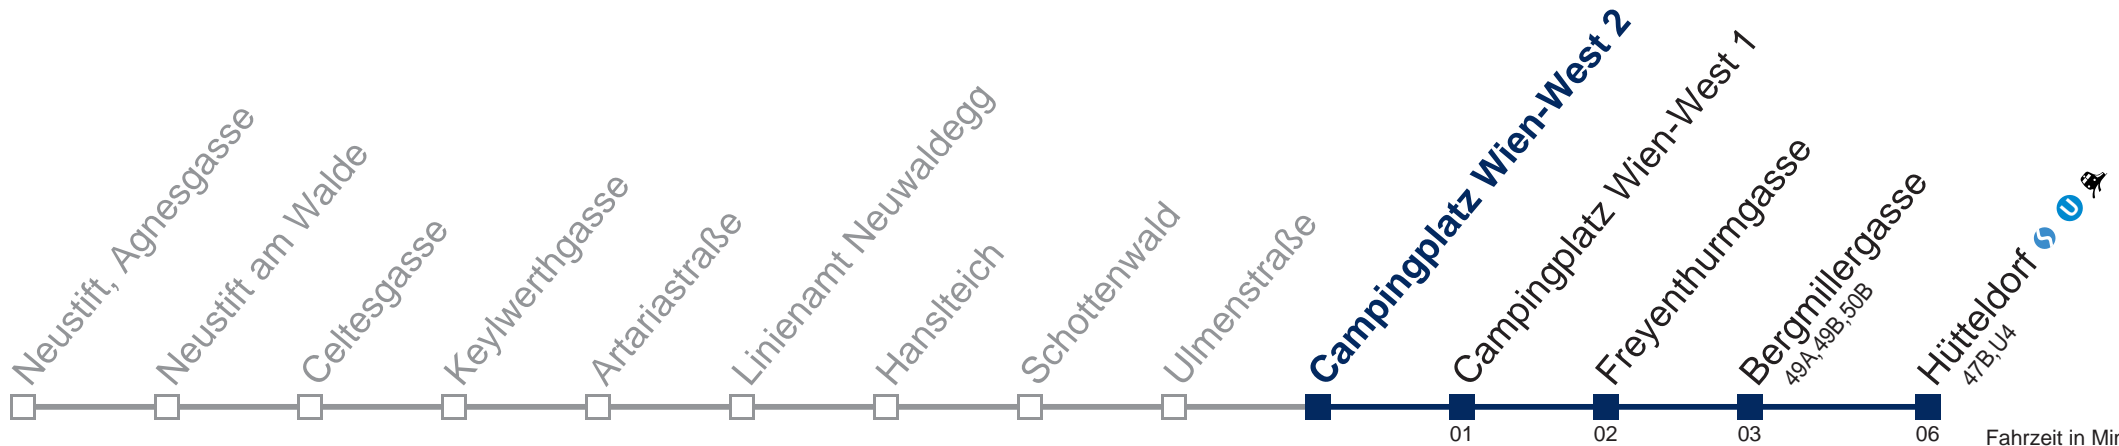 Neustift, Agnesgasse
Neustift am Walde
Celtesgasse
Keylwerthgasse
Artariastraße
Linienamt Neuwaldegg
Hanslteich
Schottenwald
Ulmenstraße
Campingplatz Wien-West 2
Campingplatz Wien-West 1
Freyenthurmgasse
Bergmillergasse
49A,49B,50B
Hütteldorf S U
47B,U4
01
02
03
06
Fahrzeit in Min